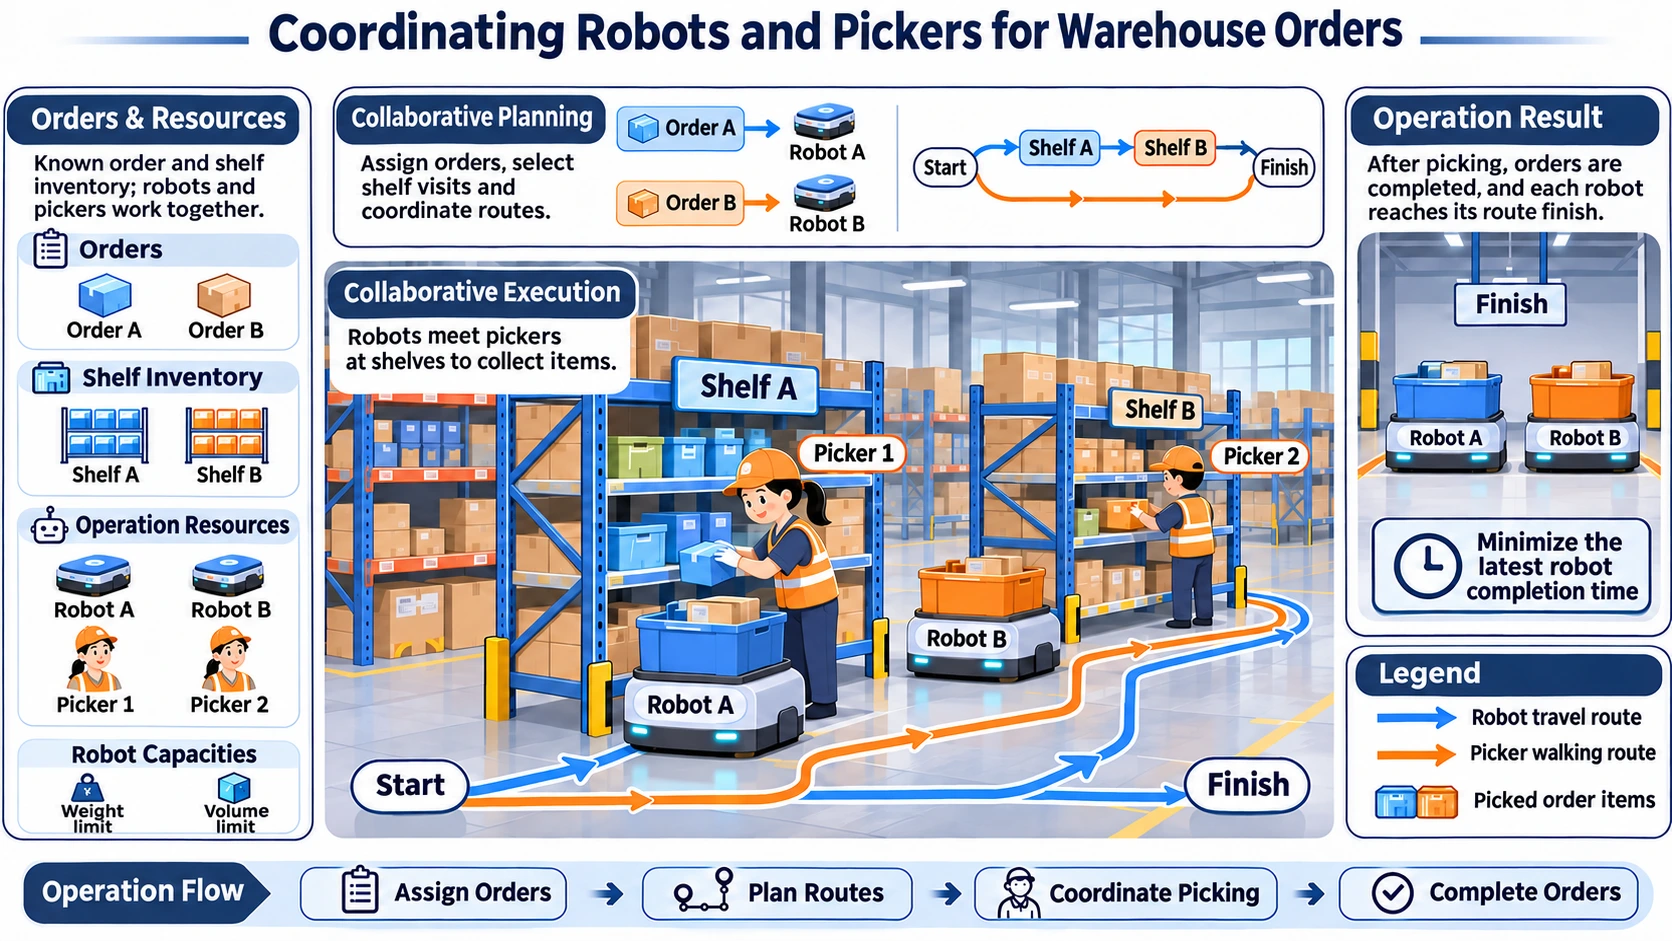 Coordinating Robots and Pickers for Warehouse Orders
Orders & Resources
Known order and shelf
inventory; robots and
pickers work together.
Orders
Order A
Order B
Shelf Inventory
Shelf A
Shelf B
Operation Resources
Robot A
Robot B
Picker 1
Picker 2
Robot Capacities
Weight
limit
Volume
limit
Collaborative Planning
Assign orders, select
shelf visits and
coordinate routes.
Order A
Robot A
Order B
Robot B
Start
Shelf A
Shelf B
Finish
Collaborative Execution
Robots meet pickers
at shelves to collect items.
Shelf A
Picker 1
Shelf B
Picker 2
Robot A
Robot B
Start
Finish
Operation Result
After picking, orders are
completed, and each robot
reaches its route finish.
Finish
Robot A
Robot B
Minimize the
latest robot
completion time
Legend
Robot travel route
Picker walking route
Picked order items
Operation Flow
Assign Orders
Plan Routes
Coordinate Picking
Complete Orders